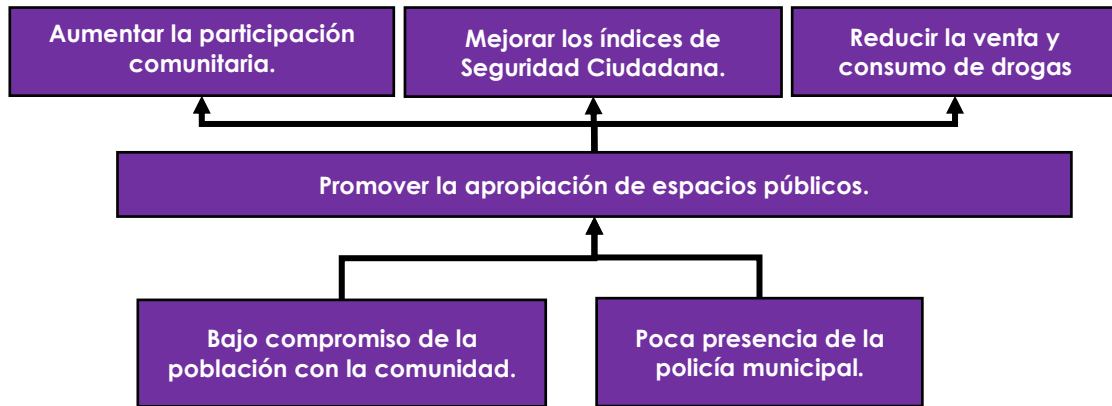 Aumentar la participación
comunitaria.
Mejorar los índices de
Seguridad Ciudadana.
Reducir la venta y
consumo de drogas
Promover la apropiación de espacios públicos.
Bajo compromiso de la
población con la comunidad.
Poca presencia de la
policía municipal.